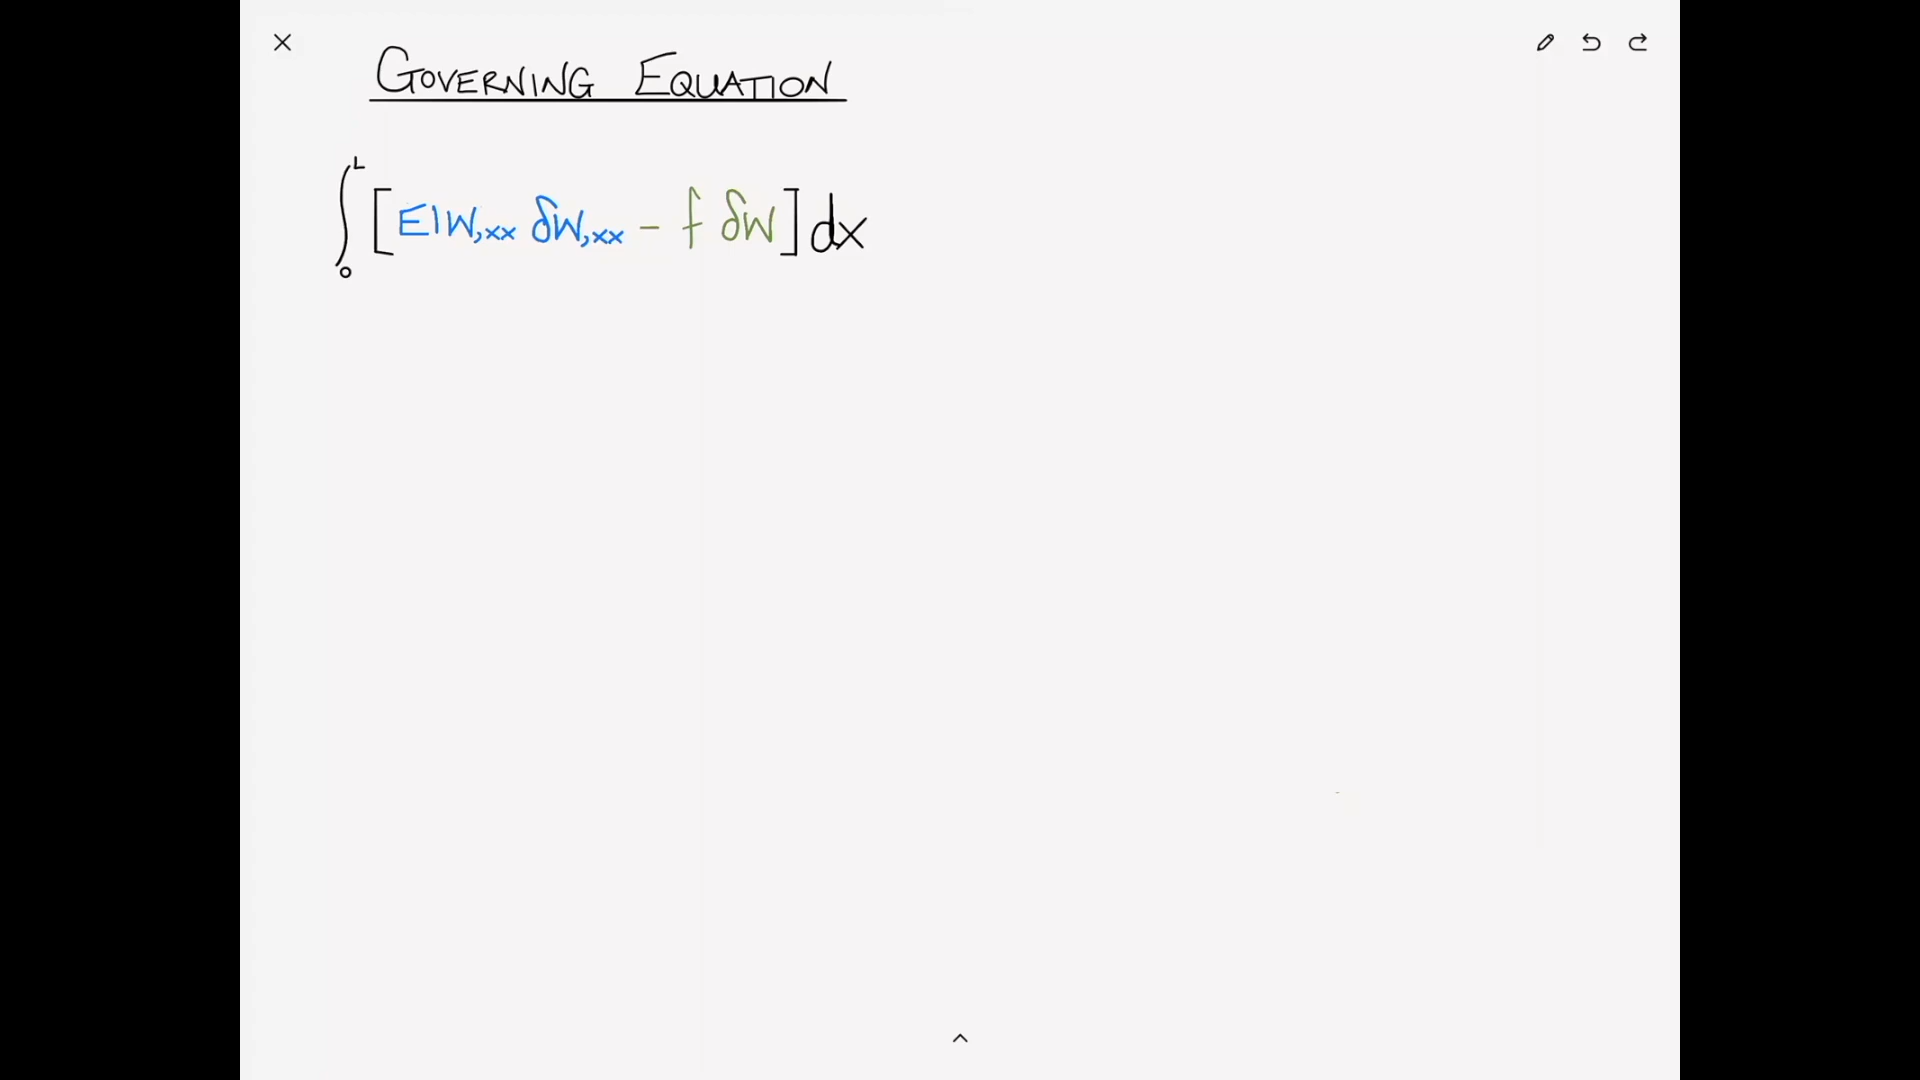 GOVERNING EQUATION
∫₀ᴸ [EIW,xx δW,xx - f δW] dx